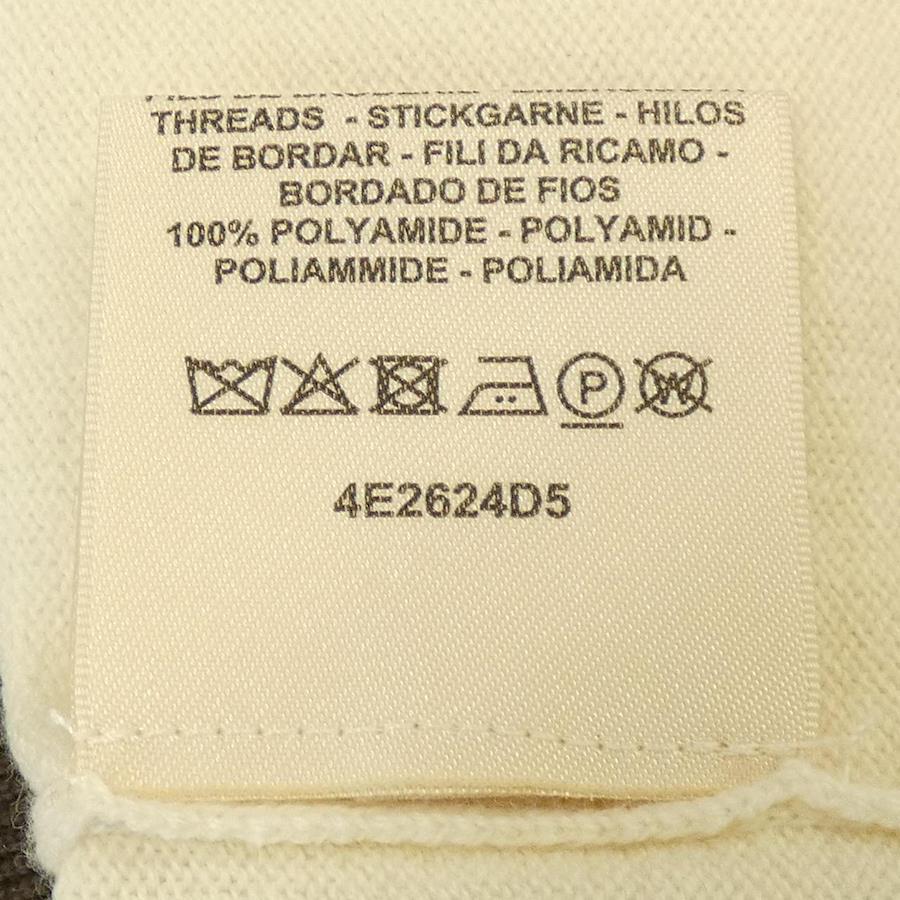 THREADS - STICKGARNE - HILOS
DE BORDAR - FILI DA RICAMO -
BORDADO DE FIOS
100% POLYAMIDE - POLYAMID -
POLIAMMIDE - POLIAMIDA
P
W
4E2624D5